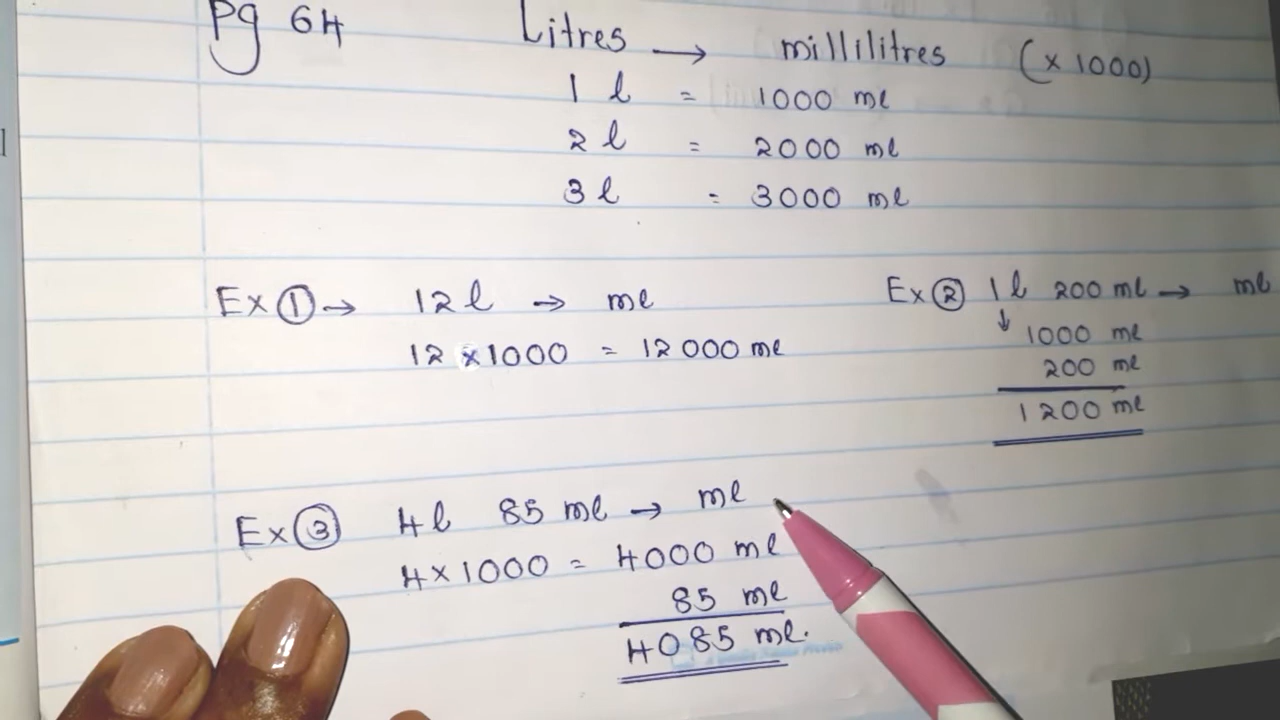 Pg 64
Litres → millilitres (x 1000)
1 l = 1000 ml
2 l = 2000 ml
3 l = 3000 ml
Ex ① → 12 l → ml
12 x 1000 = 12000 ml
Ex ② 1 l 200 ml → ml
↓ 1000 ml
200 ml
1200 ml
Ex ③ 4 l 85 ml → ml
4 x 1000 = 4000 ml
85 ml
4085 ml.